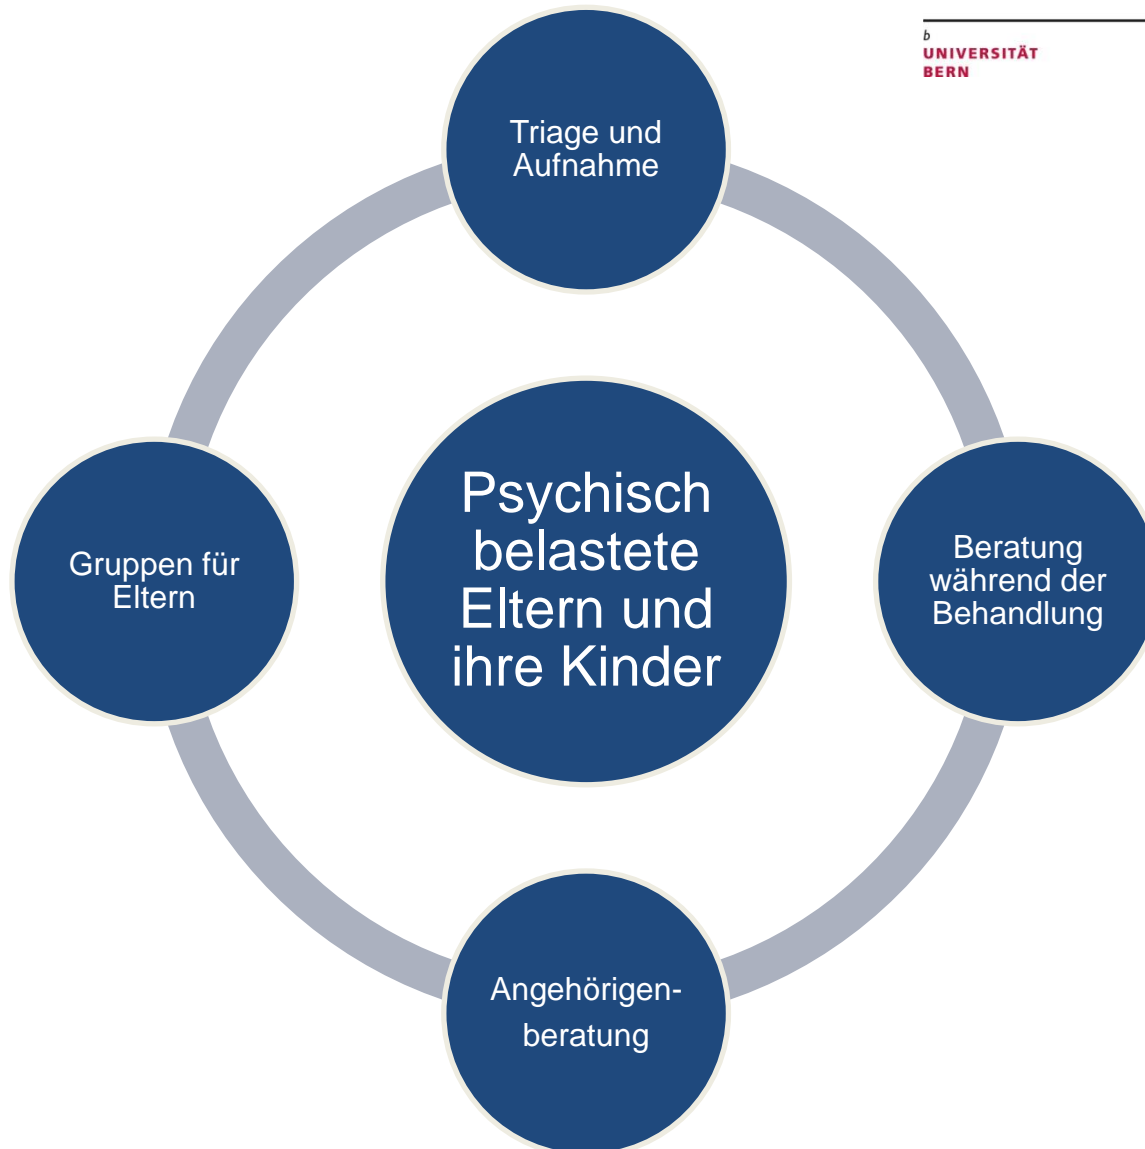 b
UNIVERSITÄT
BERN
Triage und
Aufnahme
Psychisch
belastete
Eltern und
ihre Kinder
Gruppen für
Eltern
Beratung
während der
Behandlung
Angehörigen-
beratung